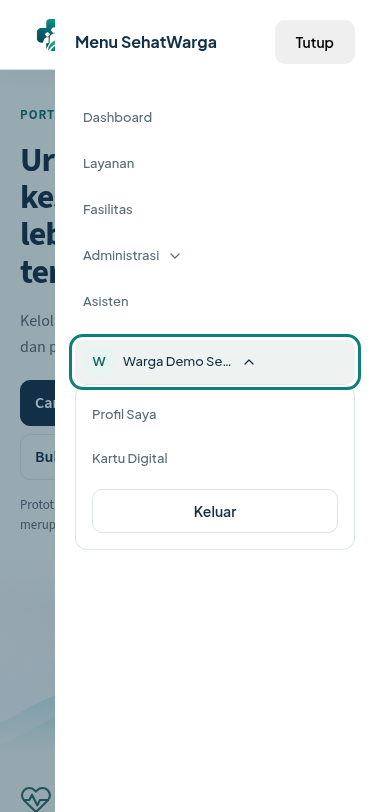 Menu SehatWarga
Tutup
Dashboard
Layanan
Fasilitas
Administrasi
Asisten
W Warga Demo Se...
Profil Saya
Kartu Digital
Keluar
PORT
Ur
ke
leb
ter
Kelol
dan p
Ca
Bu
Protot
merup